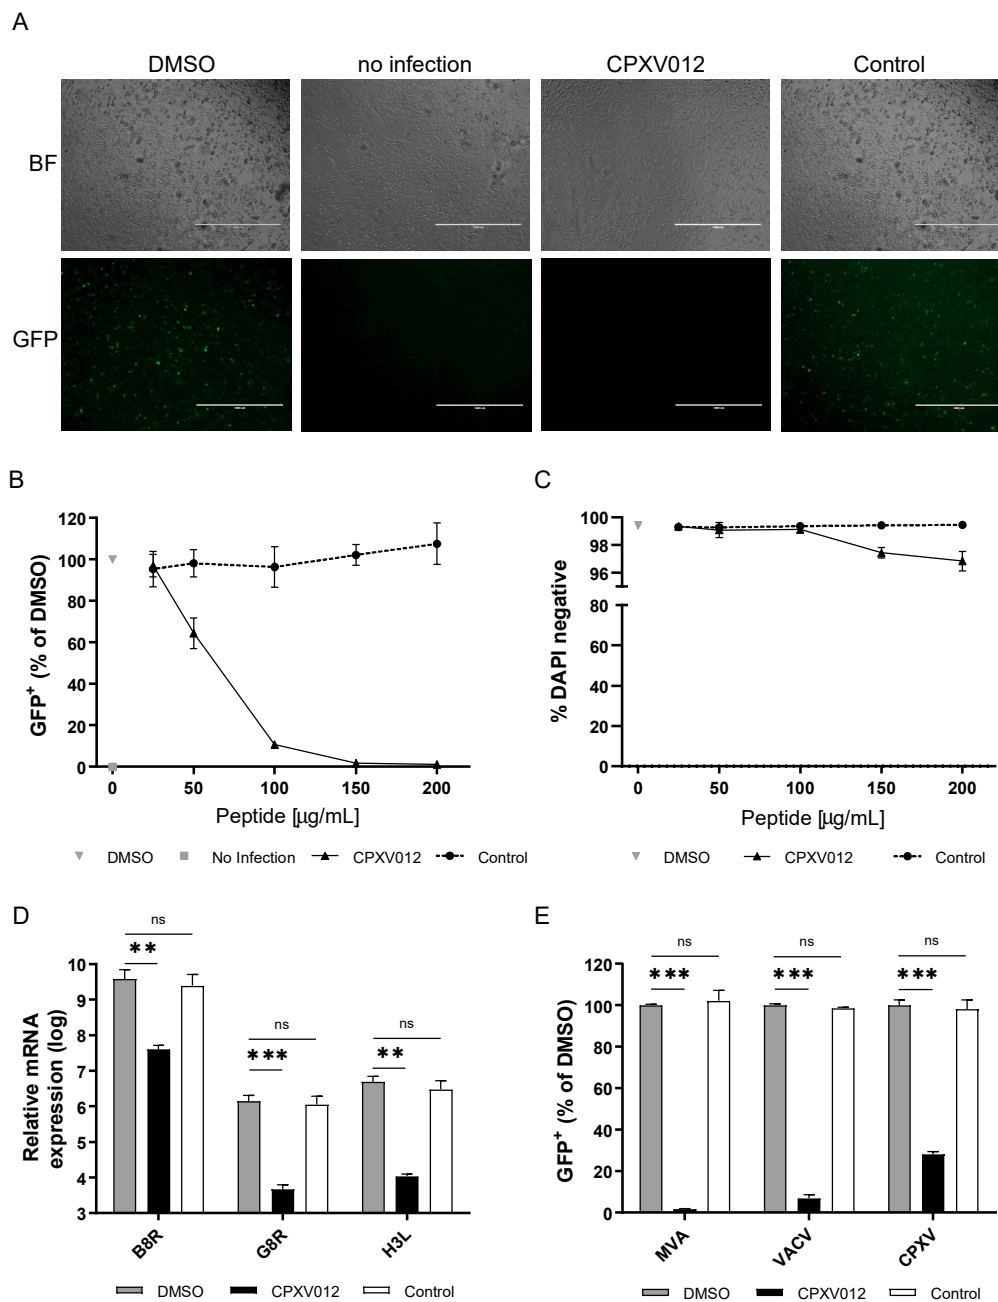 A
DMSO no infection CPXV012 Control
BF
GFP
B
GFP+ (% of DMSO)
120
100
80
60
40
20
0
0 50 100 150 200
Peptide [μg/mL]
DMSO No Infection CPXV012 Control
C
% DAPI negative
100
98
96
80
60
40
20
0
0 50 100 150 200
Peptide [μg/mL]
DMSO CPXV012 Control
D
Relative mRNA
expression (log)
ns
**
ns
***
ns
**
10
9
8
7
6
5
4
3
B8R G8R H3L
DMSO CPXV012 Control
E
GFP+ (% of DMSO)
ns ns ns
*** *** ***
120
100
80
60
40
20
0
MVA VACV CPXV
DMSO CPXV012 Control